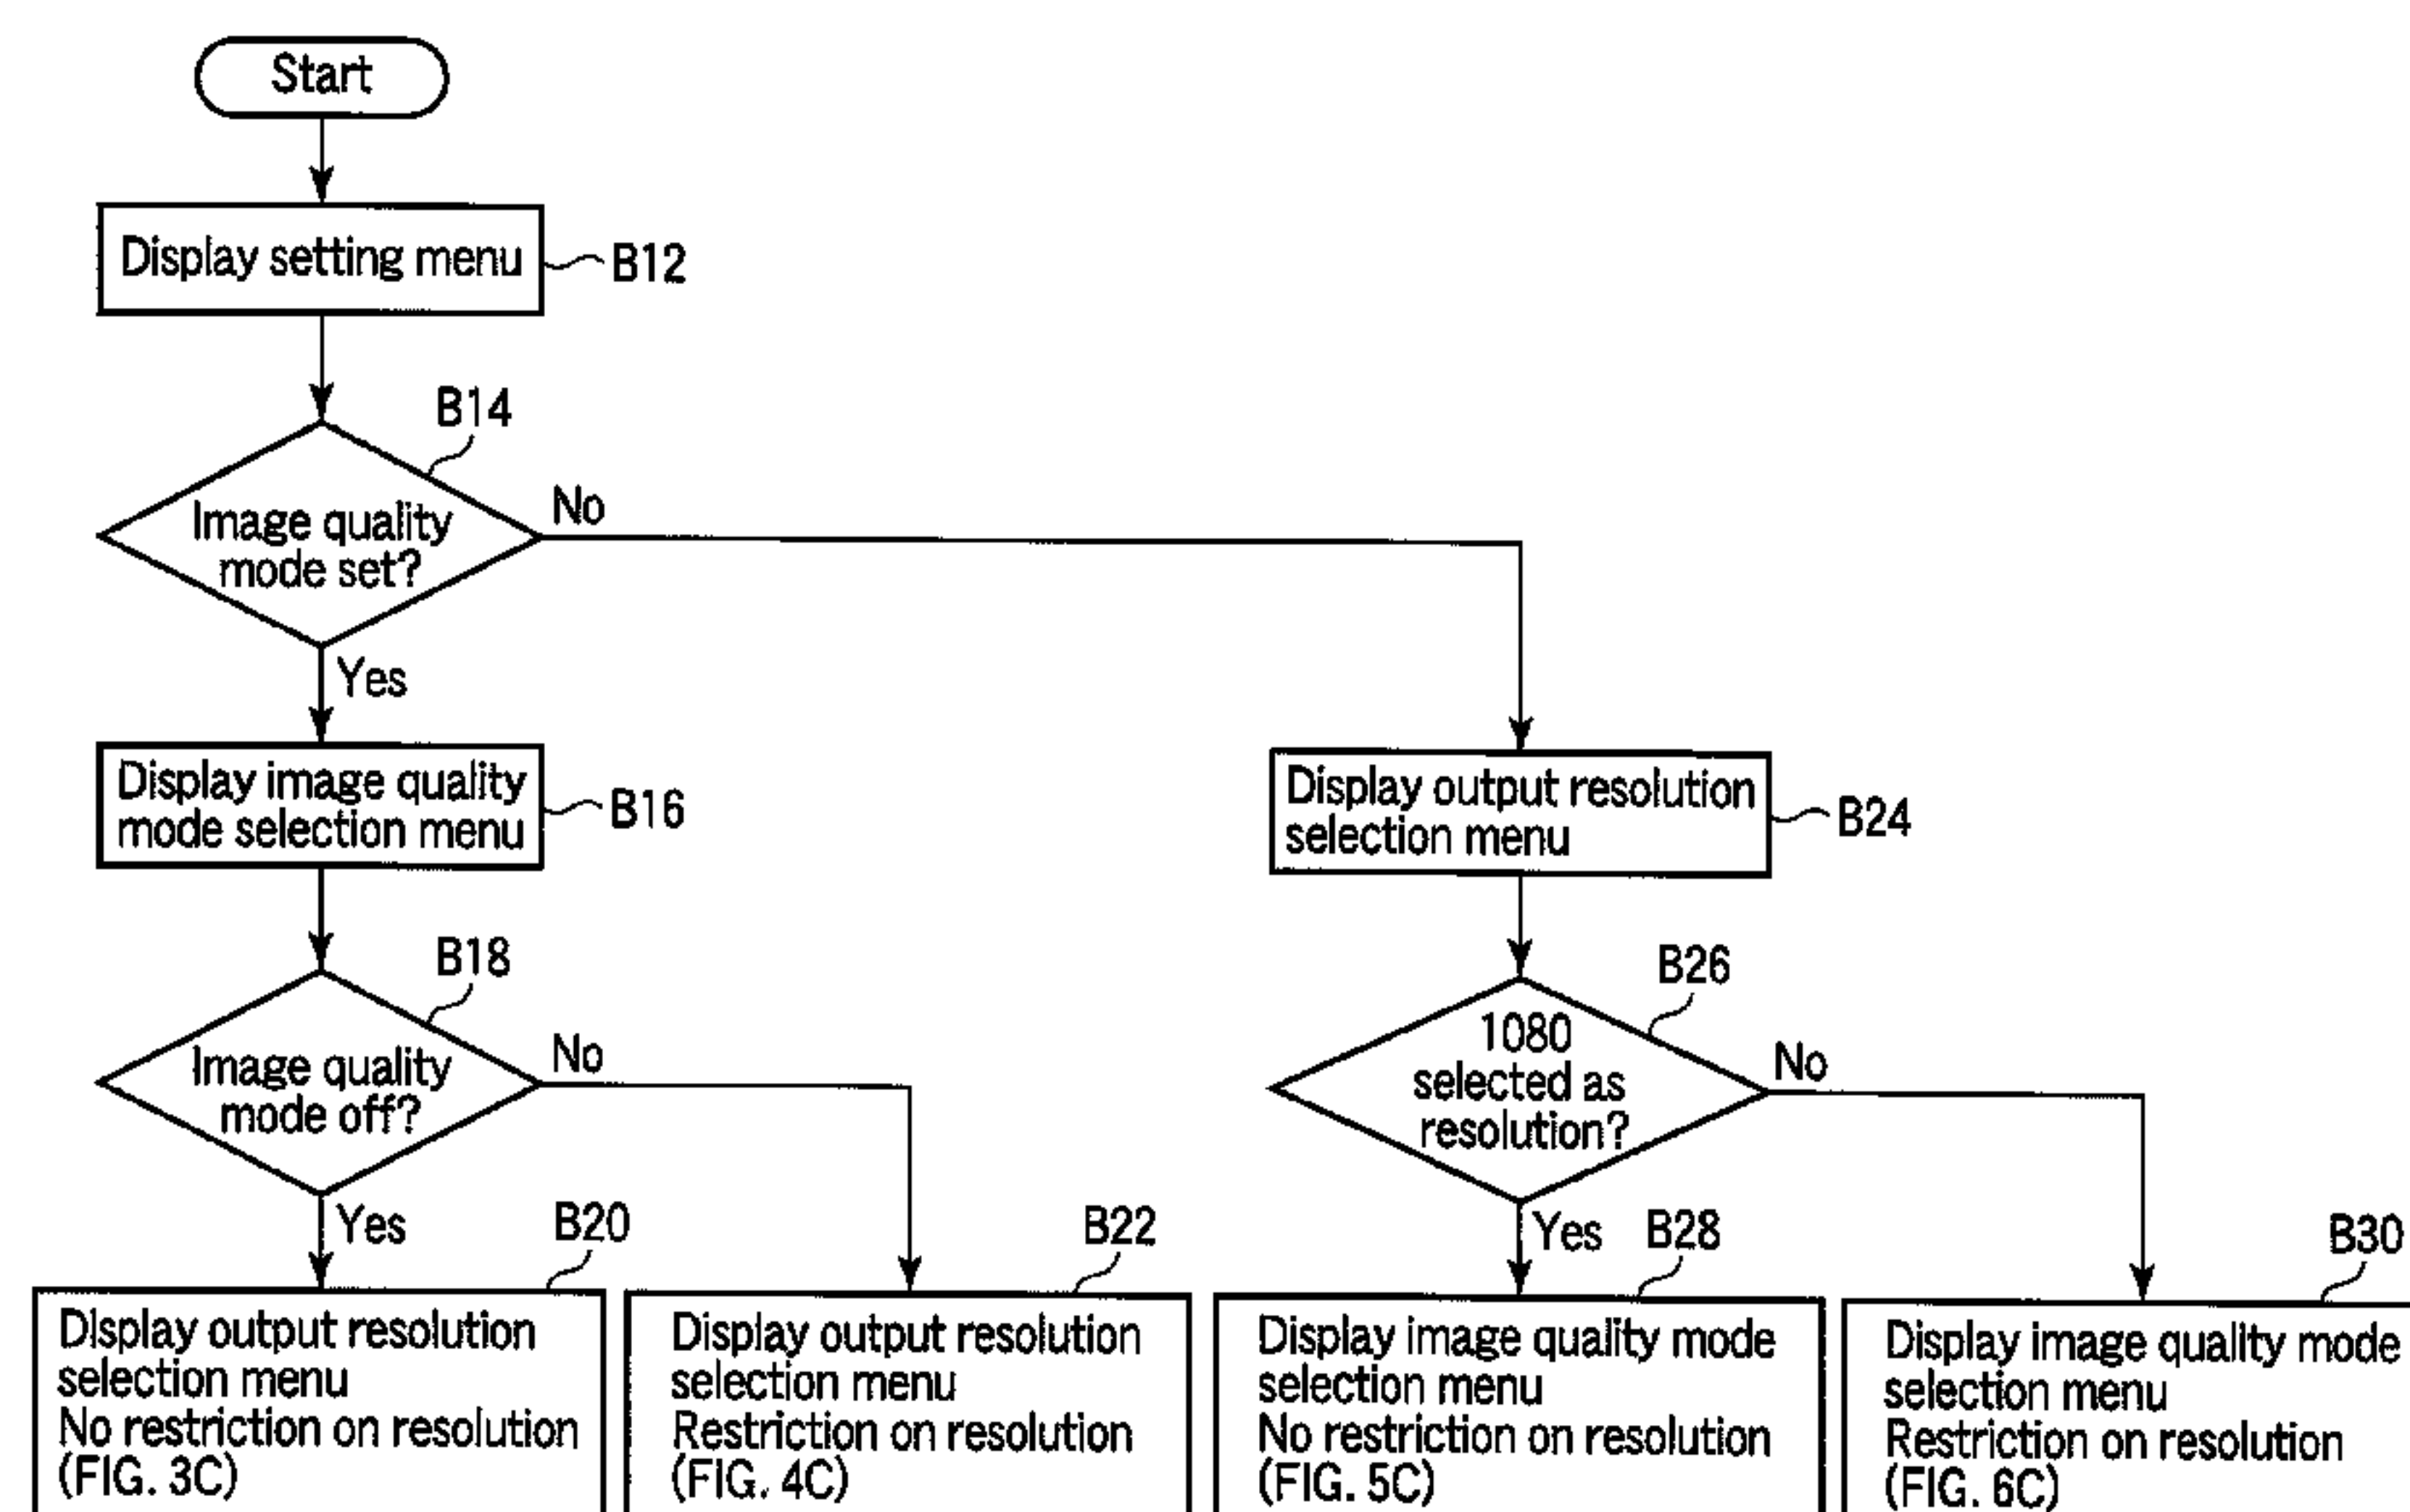 Start
Display setting menu
B12
B14
Image quality
mode set?
No
Yes
Display image quality
mode selection menu
B16
Display output resolution
selection menu
B24
B18
Image quality
mode off?
No
Yes
B26
1080
selected as
resolution?
No
Yes
B20
Display output resolution
selection menu
No restriction on resolution
(FIG. 3C)
B22
Display output resolution
selection menu
Restriction on resolution
(FIG. 4C)
B28
Display image quality mode
selection menu
No restriction on resolution
(FIG. 5C)
B30
Display image quality mode
selection menu
Restriction on resolution
(FIG. 6C)